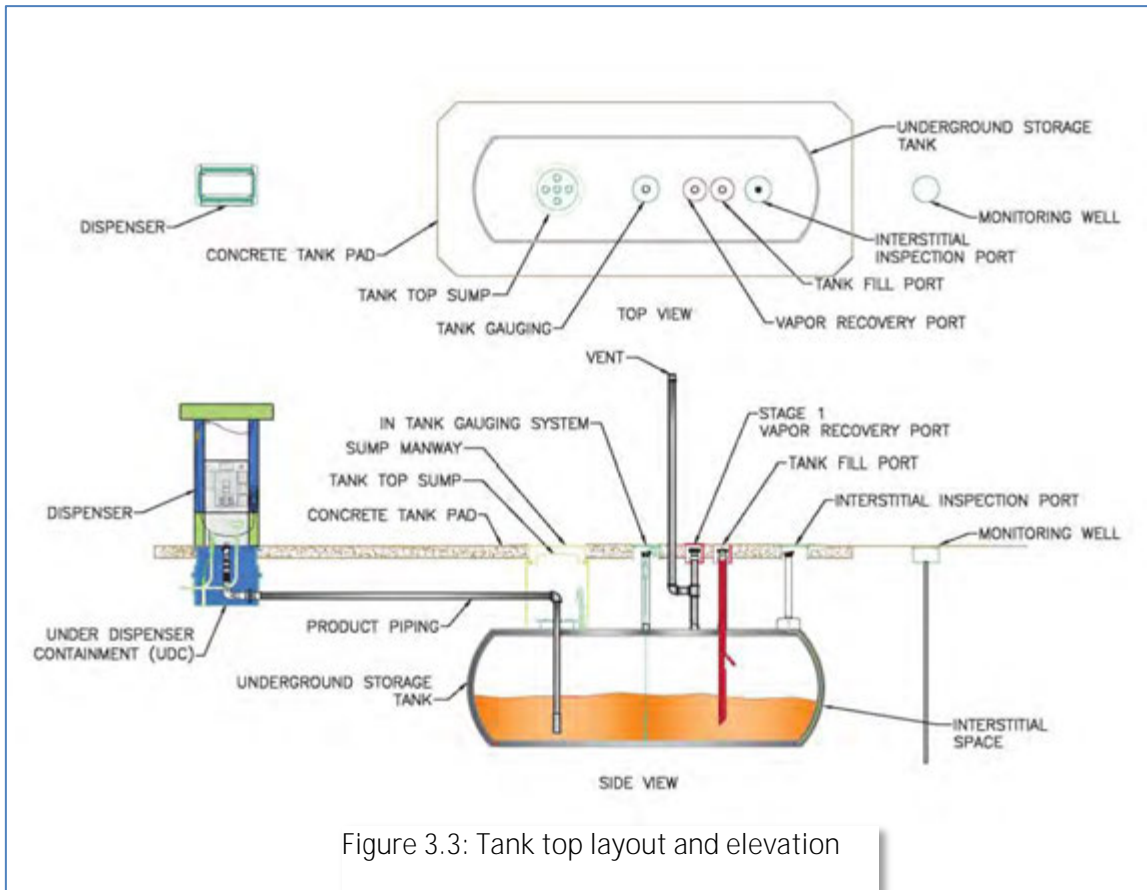 UNDERGROUND STORAGE
TANK
DISPENSER
MONITORING WELL
CONCRETE TANK PAD
INTERSTITIAL
INSPECTION PORT
TANK TOP SUMP
TANK FILL PORT
TOP VIEW
TANK GAUGING
VAPOR RECOVERY PORT
VENT
IN TANK GAUGING SYSTEM
STAGE 1
VAPOR RECOVERY PORT
SUMP MANWAY
TANK FILL PORT
TANK TOP SUMP
INTERSTITIAL INSPECTION PORT
DISPENSER
CONCRETE TANK PAD
MONITORING WELL
PRODUCT PIPING
UNDER DISPENSER
CONTAINMENT (UDC)
UNDERGROUND STORAGE
TANK
INTERSTITIAL
SPACE
SIDE VIEW
Figure 3.3: Tank top layout and elevation